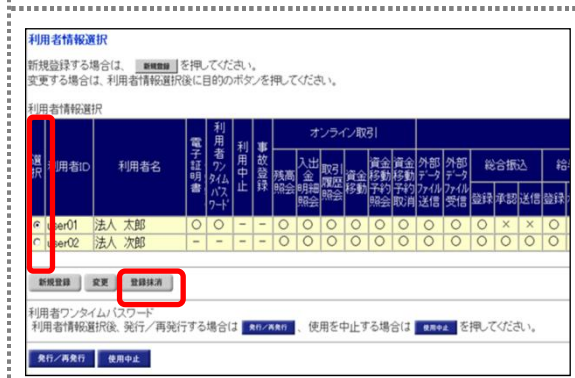 利用者情報選択
新規登録する場合は、 新規登録 を押してください。
変更する場合は、利用者情報選択後に目的のボタンを押してください。
利用者情報選択
選択 利用者ID 利用者名 電子証明書 利用者ワンタイムパスワード 利用中止 事故登録 オンライン取引
残高照会 入出金明細照会 取引履歴照会 資金移動 資金移動予約照会 資金移動予約取消 外部データファイル送信 外部データファイル受信 総合振込 給与
登録 承認 送信 登録
user01 法人 太郎 ○ ○ － － ○ ○ ○ ○ ○ ○ ○ ○ ○ × × ○
user02 法人 次郎 － － － － ○ ○ ○ ○ ○ ○ ○ ○ ○ ○ ○ ○
新規登録 変更 登録抹消
利用者ワンタイムパスワード
利用者情報選択後、発行／再発行する場合は 発行／再発行 、使用を中止する場合は 使用中止 を押してください。
発行／再発行 使用中止